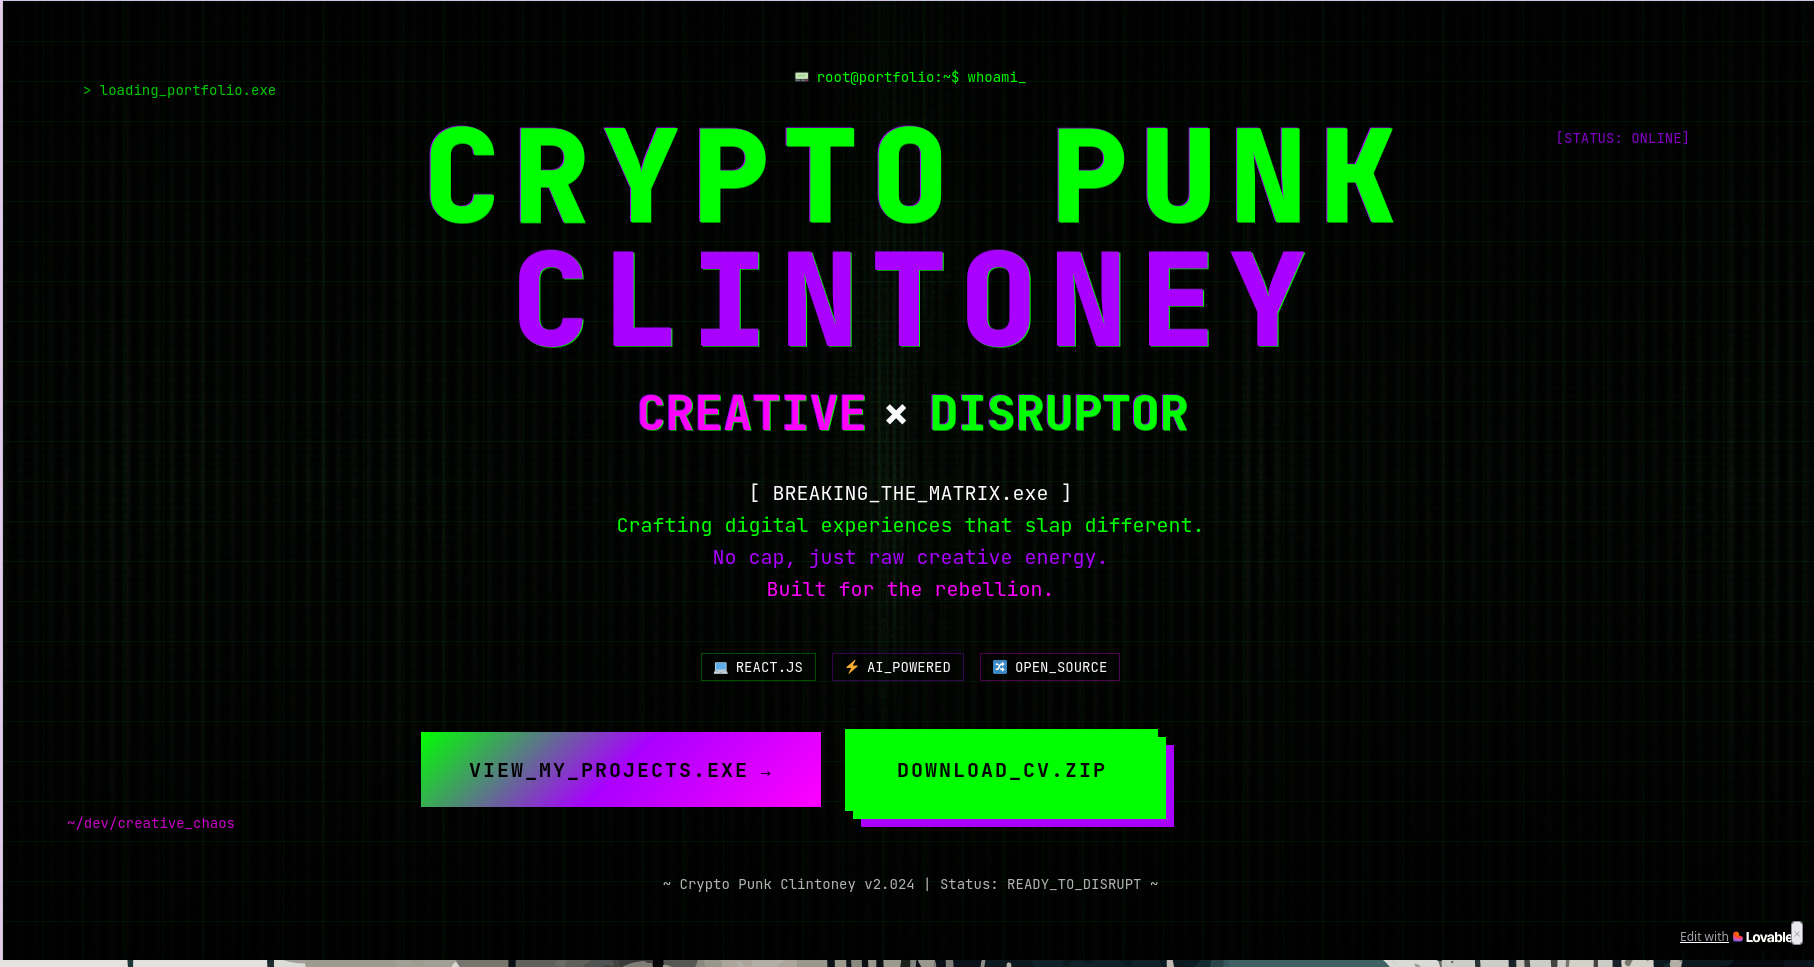 root@portfolio:~$ whoami_
> loading_portfolio.exe
CRYPTO PUNK
[STATUS: ONLINE]
CLINTONEY
CREATIVE × DISRUPTOR
[ BREAKING_THE_MATRIX.exe ]
Crafting digital experiences that slap different.
No cap, just raw creative energy.
Built for the rebellion.
REACT.JS
AI_POWERED
OPEN_SOURCE
VIEW_MY_PROJECTS.EXE →
DOWNLOAD_CV.ZIP
~/dev/creative_chaos
~ Crypto Punk Clintoney v2.024 | Status: READY_TO_DISRUPT ~
Edit with Lovable